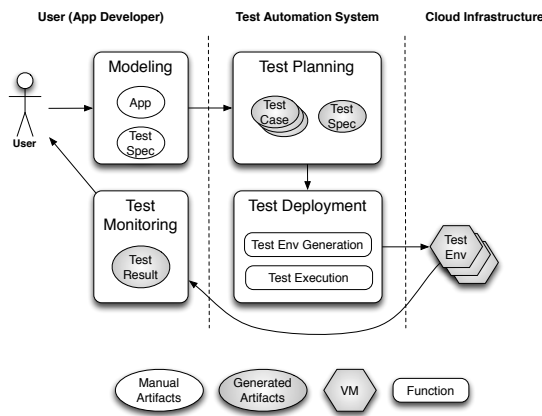 User (App Developer)
Test Automation System
Cloud Infrastructure
Modeling
App
Test
Spec
Test Planning
Test
Case
Test
Spec
User
Test
Monitoring
Test
Result
Test Deployment
Test Env Generation
Test Execution
Test
Env
Manual
Artifacts
Generated
Artifacts
VM
Function